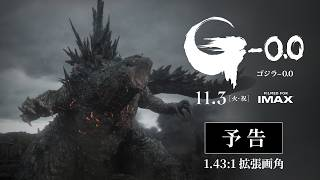 G-0.0
ゴジラ-0.0
11.3[火・祝]
FILMED FOR
IMAX
予告
1.43:1 拡張画角